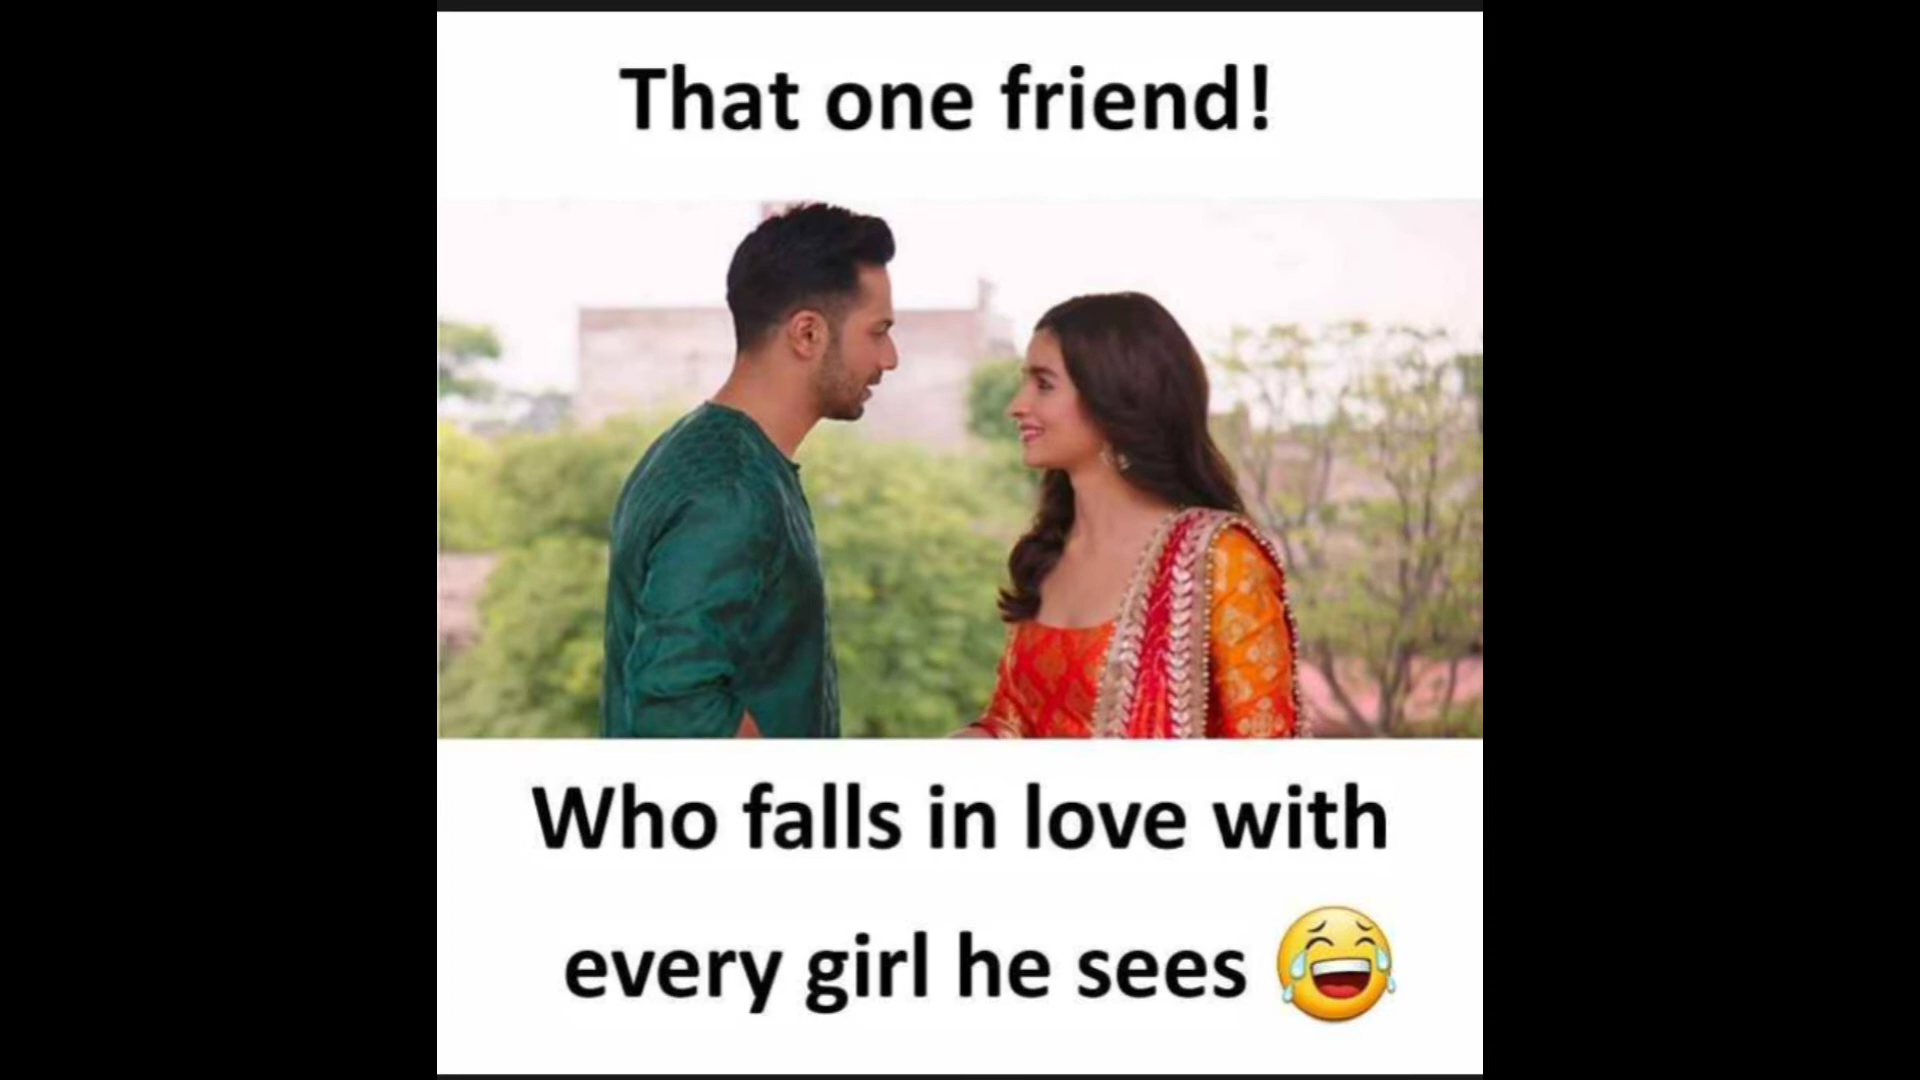 That one friend!
Who falls in love with
every girl he sees 😂